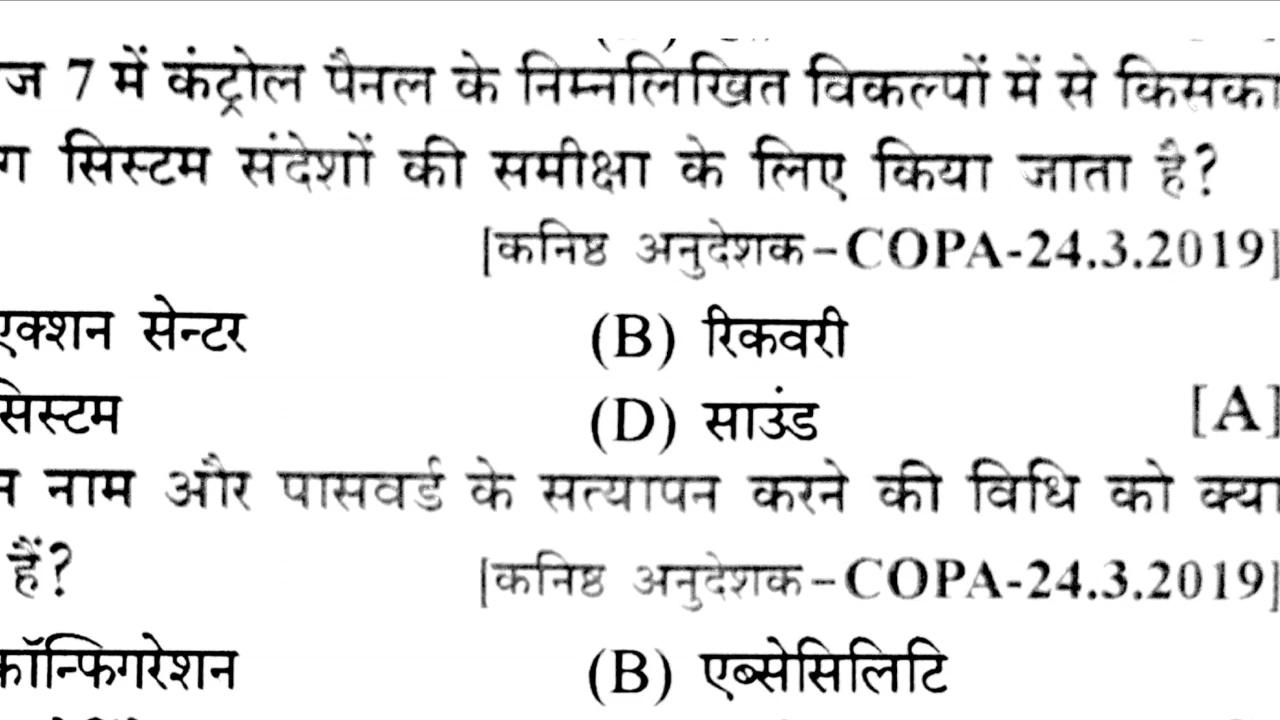 ज 7 में कंट्रोल पैनल के निम्नलिखित विकल्पों में से किसका
ग सिस्टम संदेशों की समीक्षा के लिए किया जाता है?
[कनिष्ठ अनुदेशक–COPA-24.3.2019]
एक्शन सेन्टर (B) रिकवरी
सिस्टम (D) साउंड [A]
नाम और पासवर्ड के सत्यापन करने की विधि को क्या
हैं? [कनिष्ठ अनुदेशक–COPA-24.3.2019]
कॉन्फिगरेशन (B) एब्सेसिलिटि